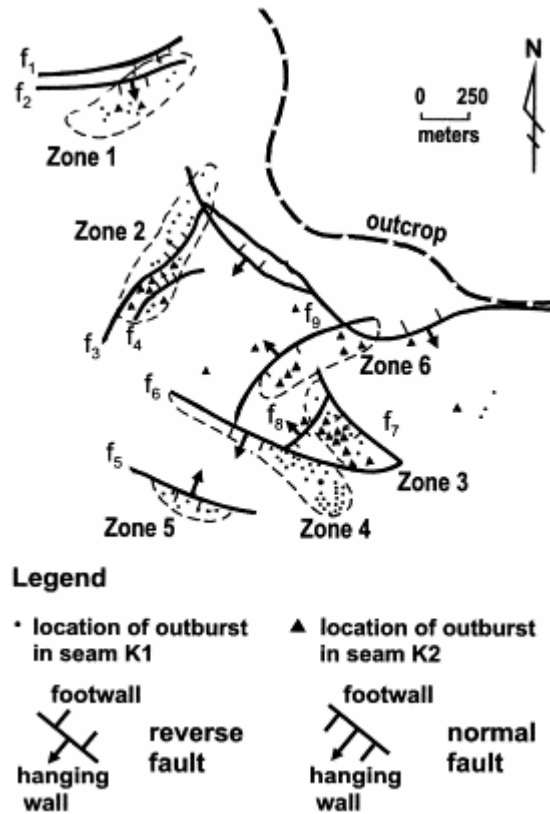 f1
f2
Zone 1
N
0 250
meters
Zone 2
outcrop
f3
f4
f9
Zone 6
f6
f8
f7
f5
Zone 3
Zone 5
Zone 4
Legend
location of outburst
in seam K1
location of outburst
in seam K2
footwall
reverse
fault
hanging
wall
footwall
normal
fault
hanging
wall